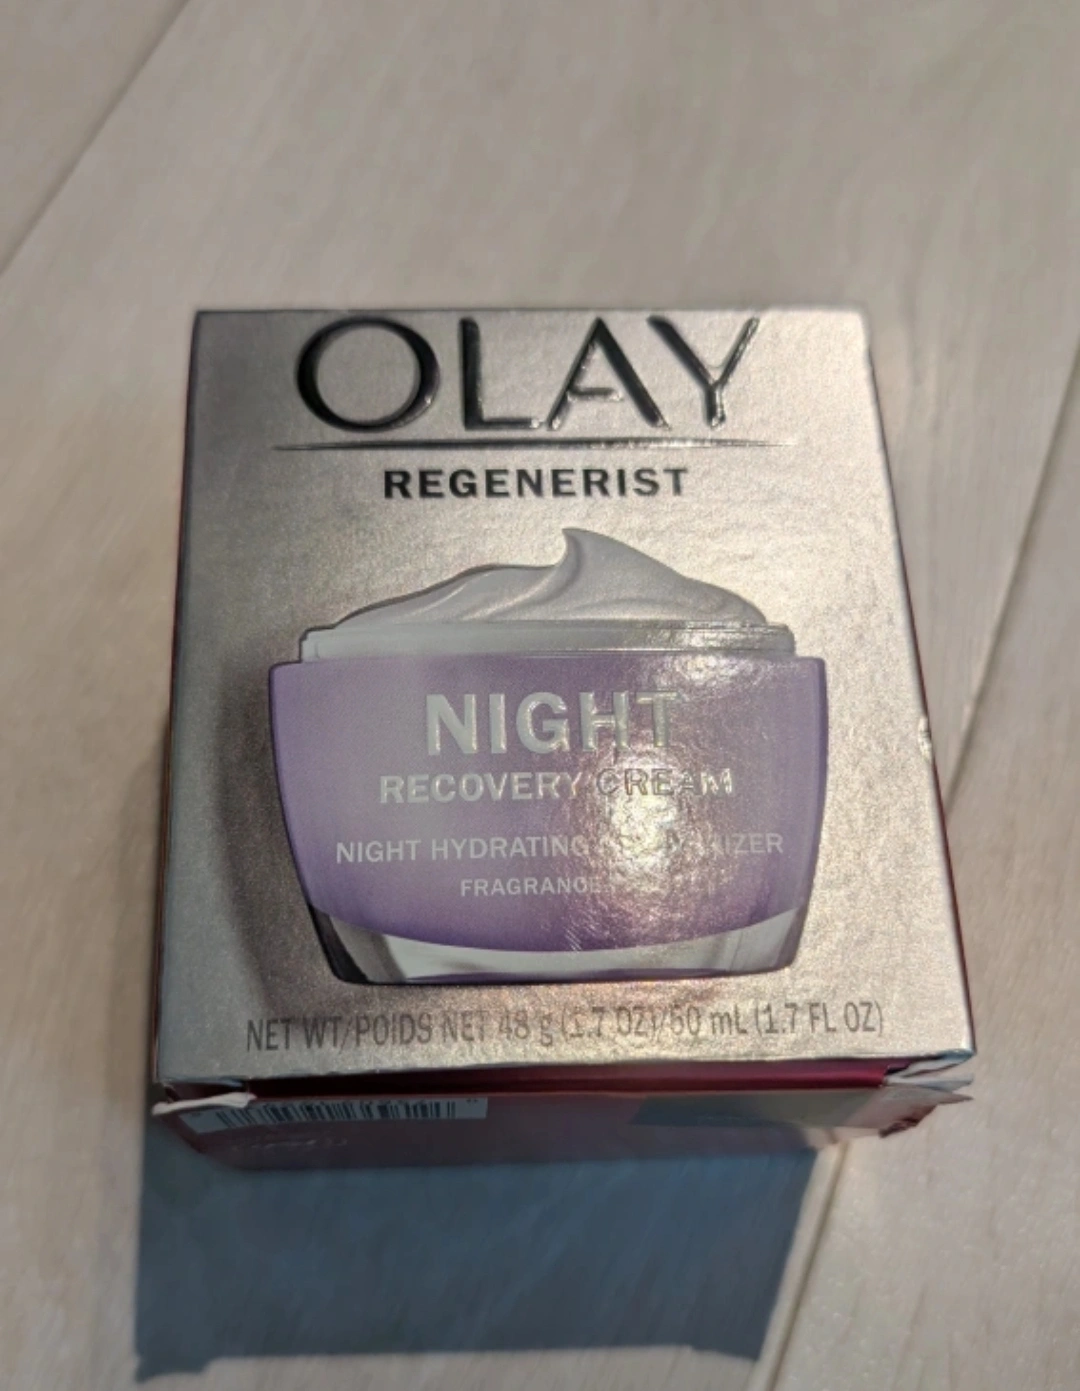 OLAY
REGENERIST
NIGHT
RECOVERY CREAM
NIGHT HYDRATING
FRAGRANCE
NET WT/POIDS NET 48 g (1.7 OZ)/50 mL (1.7 FL OZ)